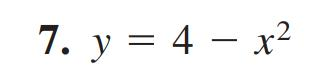 7. y = 4 − x²